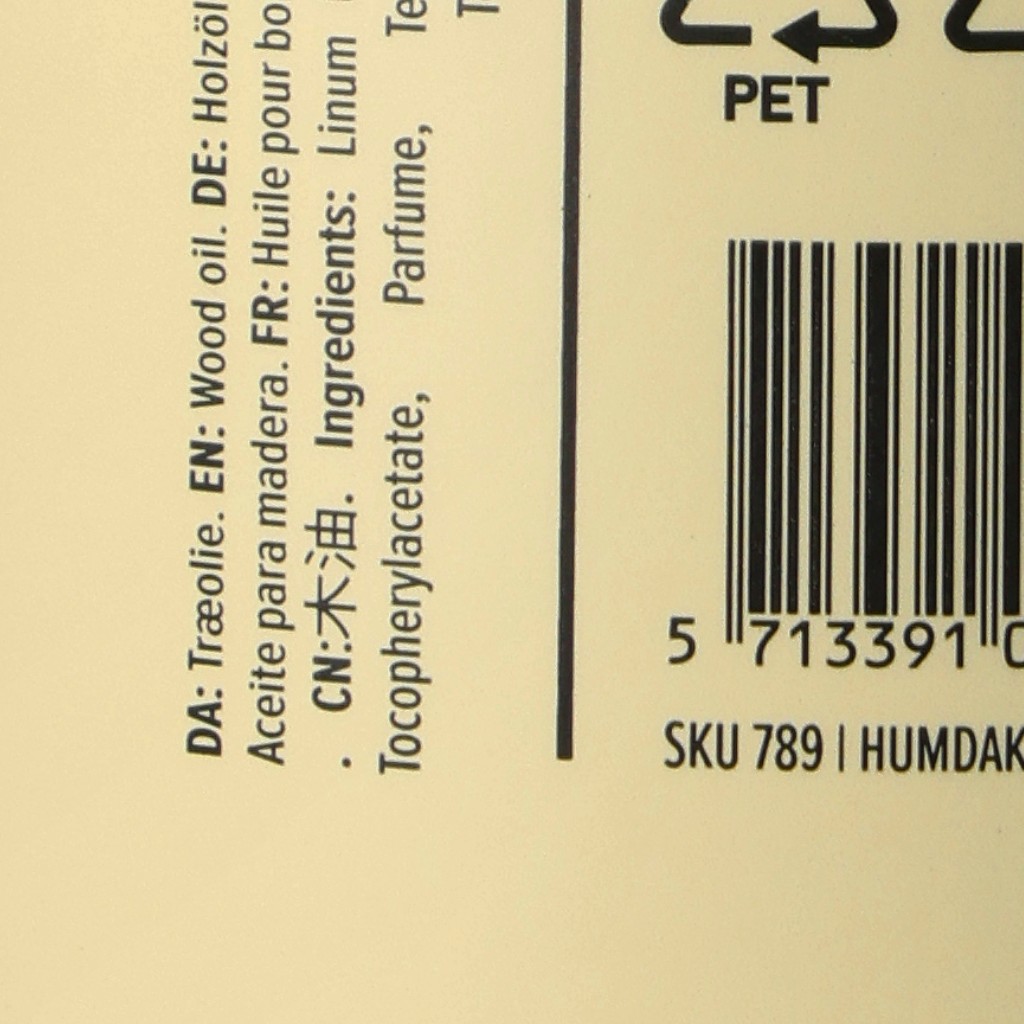 DA: Træolie. EN: Wood oil. DE: Holzöl
Aceite para madera. FR: Huile pour
. CN:木油. Ingredients: Linum
Tocopherylacetate, Parfume,
PET
5 713391
SKU 789 | HUMDAK